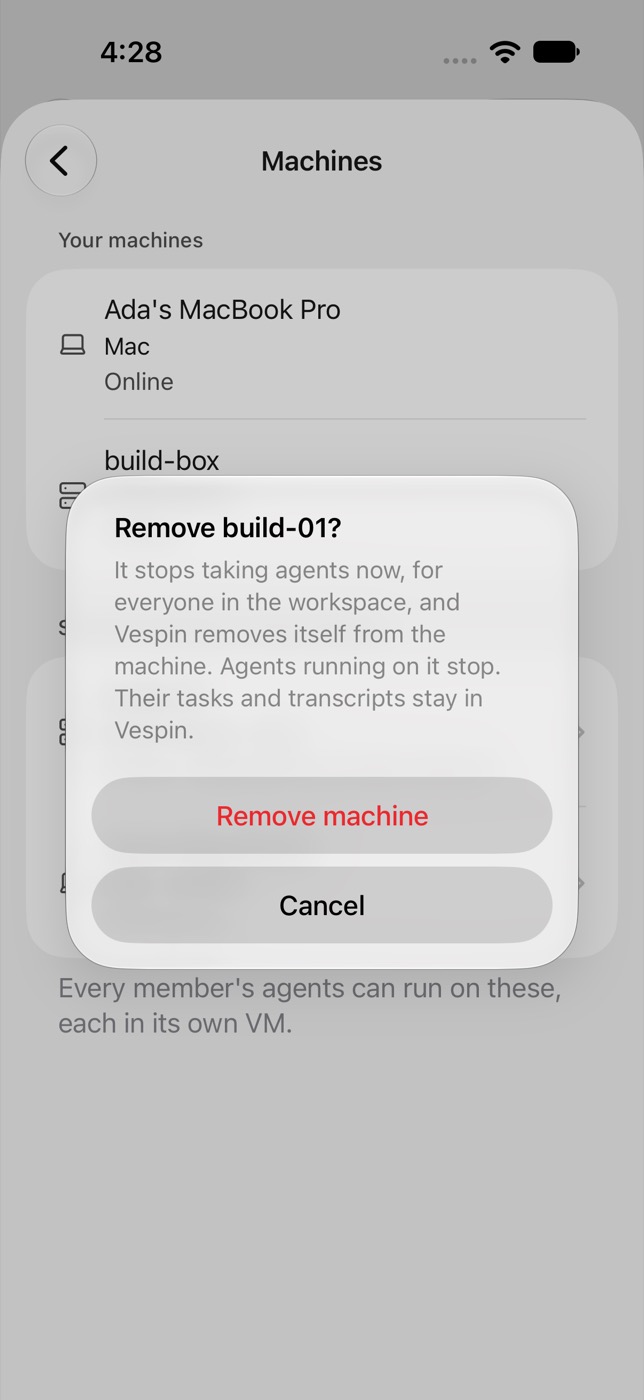 4:28
Machines
Your machines
Ada's MacBook Pro
Mac
Online
build-box
Remove build-01?
It stops taking agents now, for
everyone in the workspace, and
Vespin removes itself from the
machine. Agents running on it stop.
Their tasks and transcripts stay in
Vespin.
Remove machine
Cancel
Every member's agents can run on these,
each in its own VM.